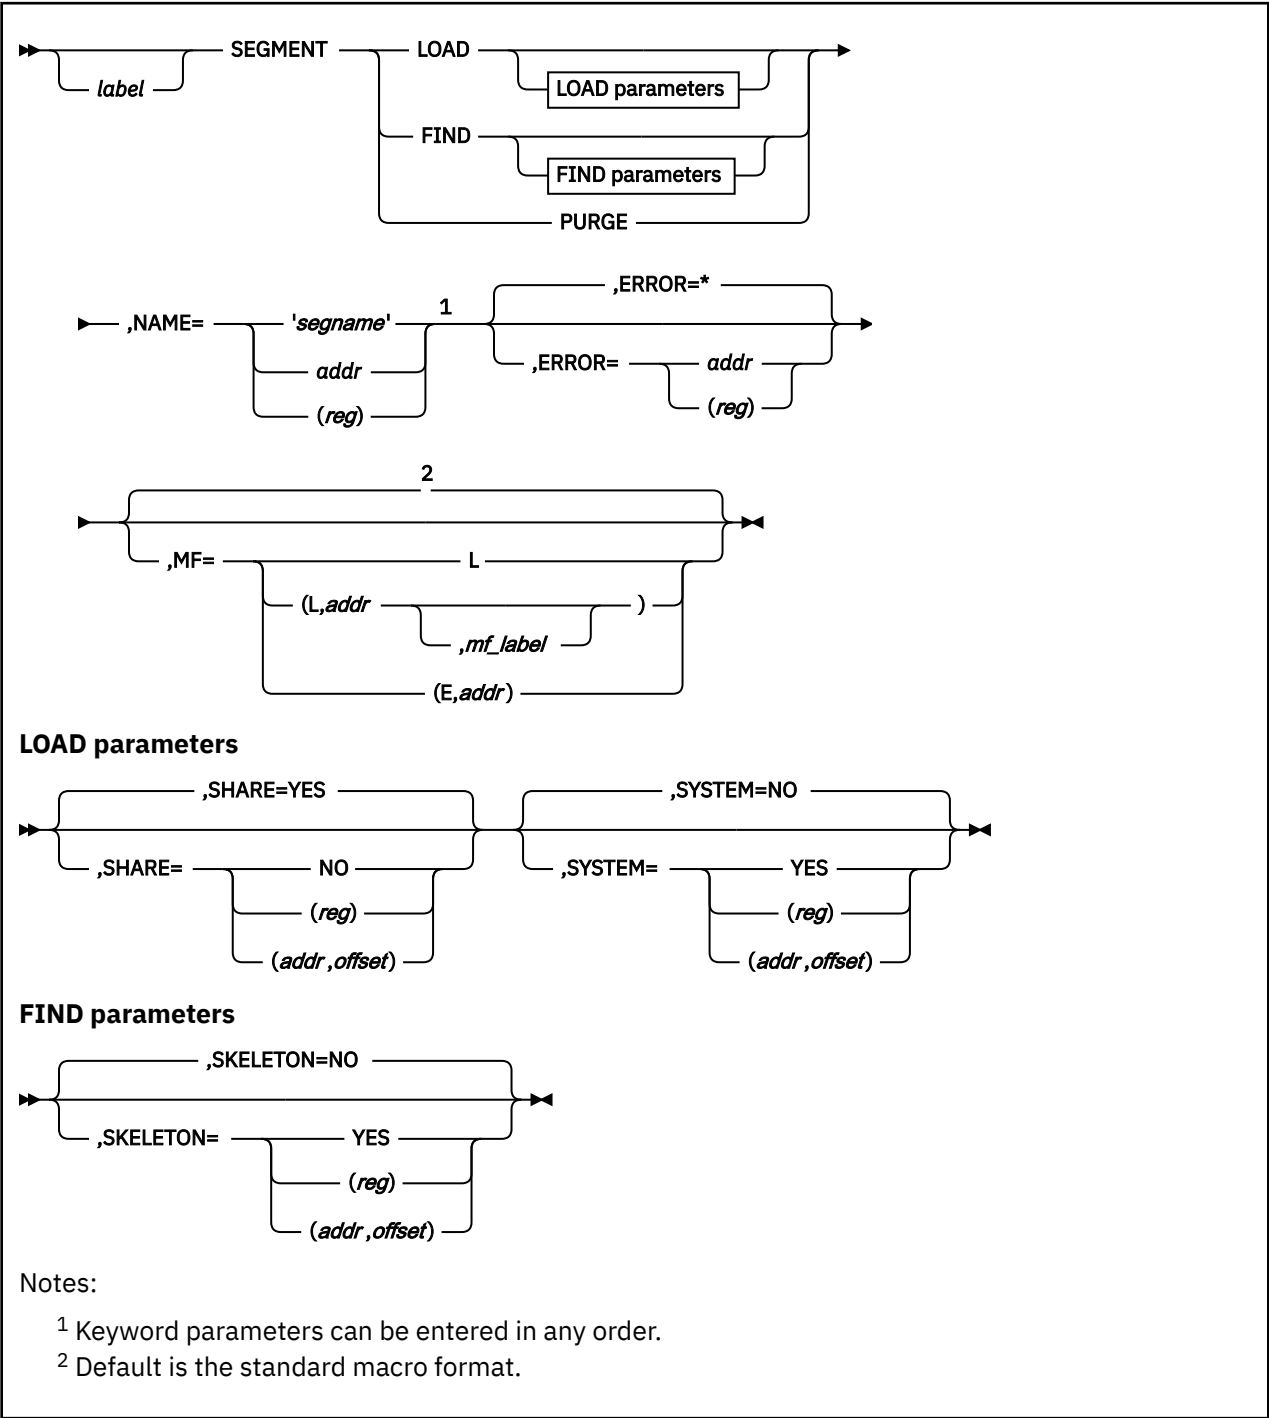 SEGMENT LOAD
label LOAD parameters
FIND
FIND parameters
PURGE
,ERROR=*
,NAME= 'segname' 1
,ERROR= addr
addr
(reg) (reg)
2
,MF= L
(L,addr )
,mf_label
(E,addr)
LOAD parameters
,SHARE=YES ,SYSTEM=NO
,SHARE= NO ,SYSTEM= YES
(reg) (reg)
(addr,offset) (addr,offset)
FIND parameters
,SKELETON=NO
,SKELETON= YES
(reg)
(addr,offset)
Notes:
1 Keyword parameters can be entered in any order.
2 Default is the standard macro format.